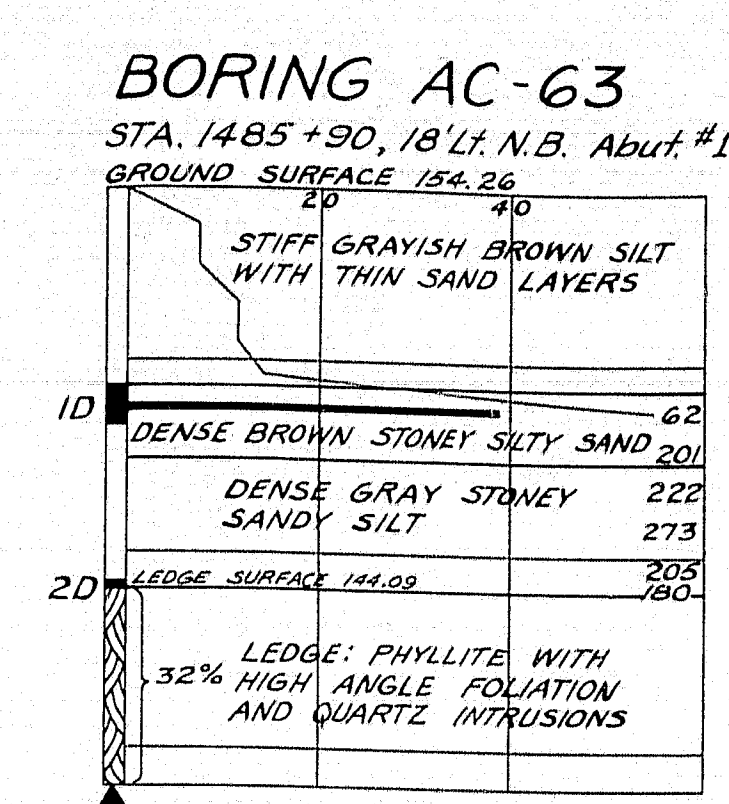 BORING AC-63
STA. 1485+90, 18'Lt. N.B. Abut. #1
GROUND SURFACE 154.26
20 40
STIFF GRAYISH BROWN SILT
WITH THIN SAND LAYERS
1D
62
DENSE BROWN STONEY SILTY SAND 201
DENSE GRAY STONEY 222
SANDY SILT 273
205
2D LEDGE SURFACE 144.09 180
LEDGE: PHYLLITE WITH
32% HIGH ANGLE FOLIATION
AND QUARTZ INTRUSIONS